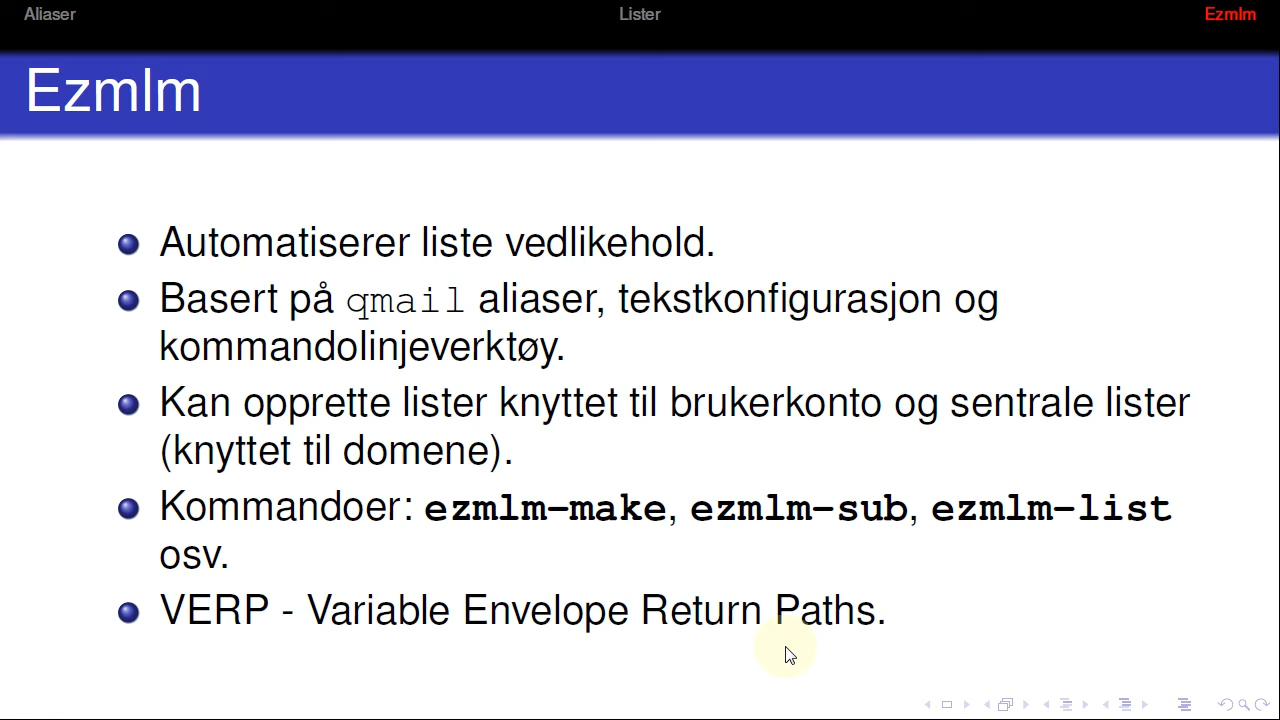 Aliaser Lister Ezmlm
Ezmlm
Automatiserer liste vedlikehold.
Basert på qmail aliaser, tekstkonfigurasjon og
kommandolinjeverktøy.
Kan opprette lister knyttet til brukerkonto og sentrale lister
(knyttet til domene).
Kommandoer: ezmlm-make, ezmlm-sub, ezmlm-list
osv.
VERP - Variable Envelope Return Paths.